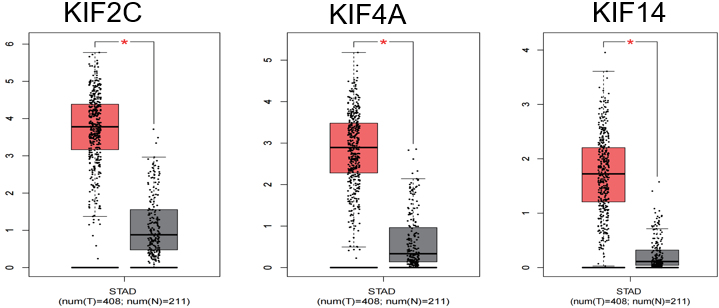 KIF2C
KIF4A
KIF14
*
*
*
6
5
4
3
2
1
0
5
4
3
2
1
0
4
3
2
1
0
STAD
(num(T)=408; num(N)=211)
STAD
(num(T)=408; num(N)=211)
STAD
(num(T)=408; num(N)=211)